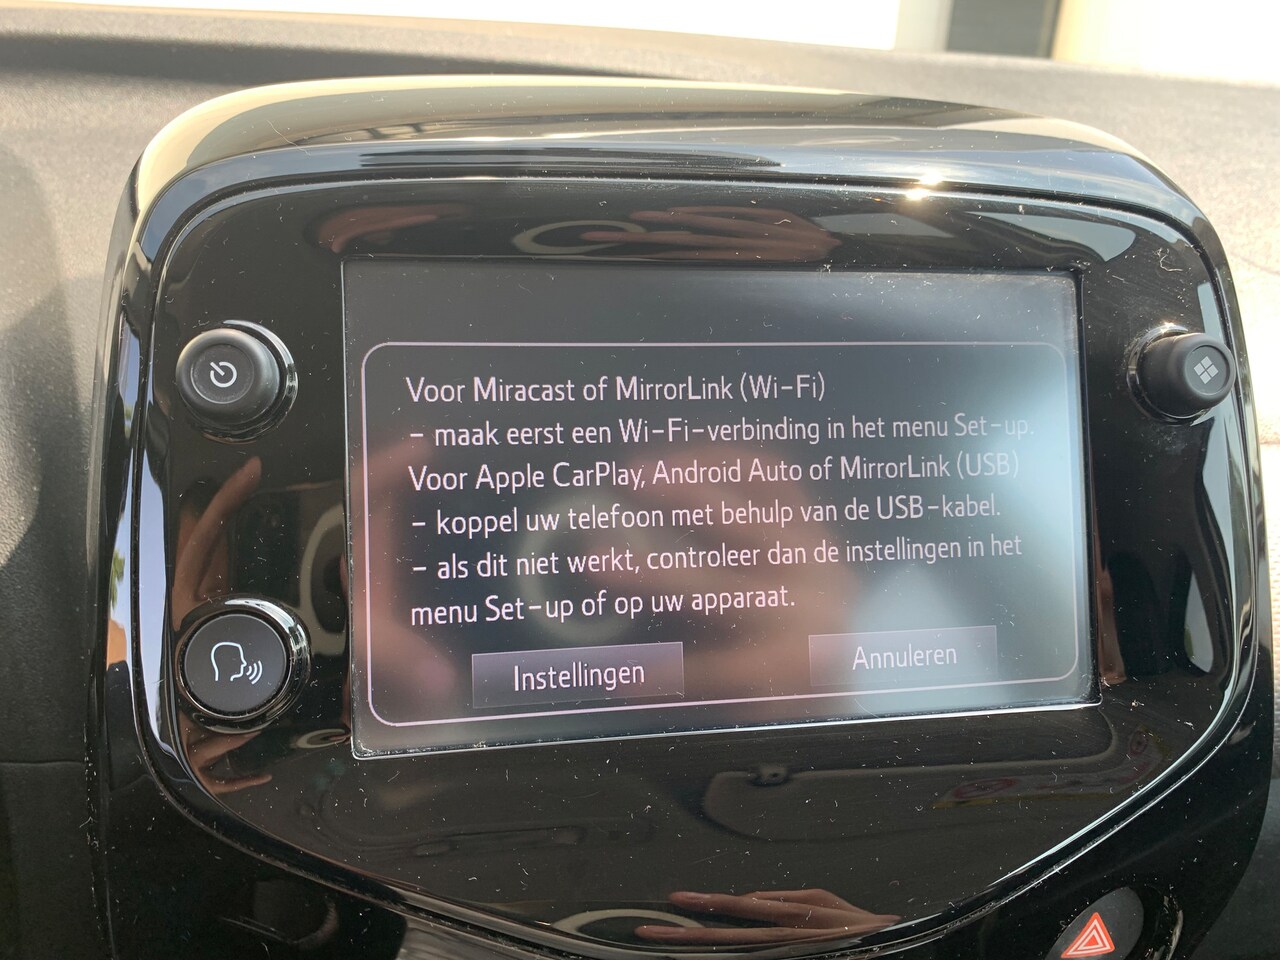 Voor Miracast of MirrorLink (Wi-Fi)
- maak eerst een Wi-Fi-verbinding in het menu Set-up.
Voor Apple CarPlay, Android Auto of MirrorLink (USB)
- koppel uw telefoon met behulp van de USB-kabel.
- als dit niet werkt, controleer dan de instellingen in het
menu Set-up of op uw apparaat.
Instellingen
Annuleren